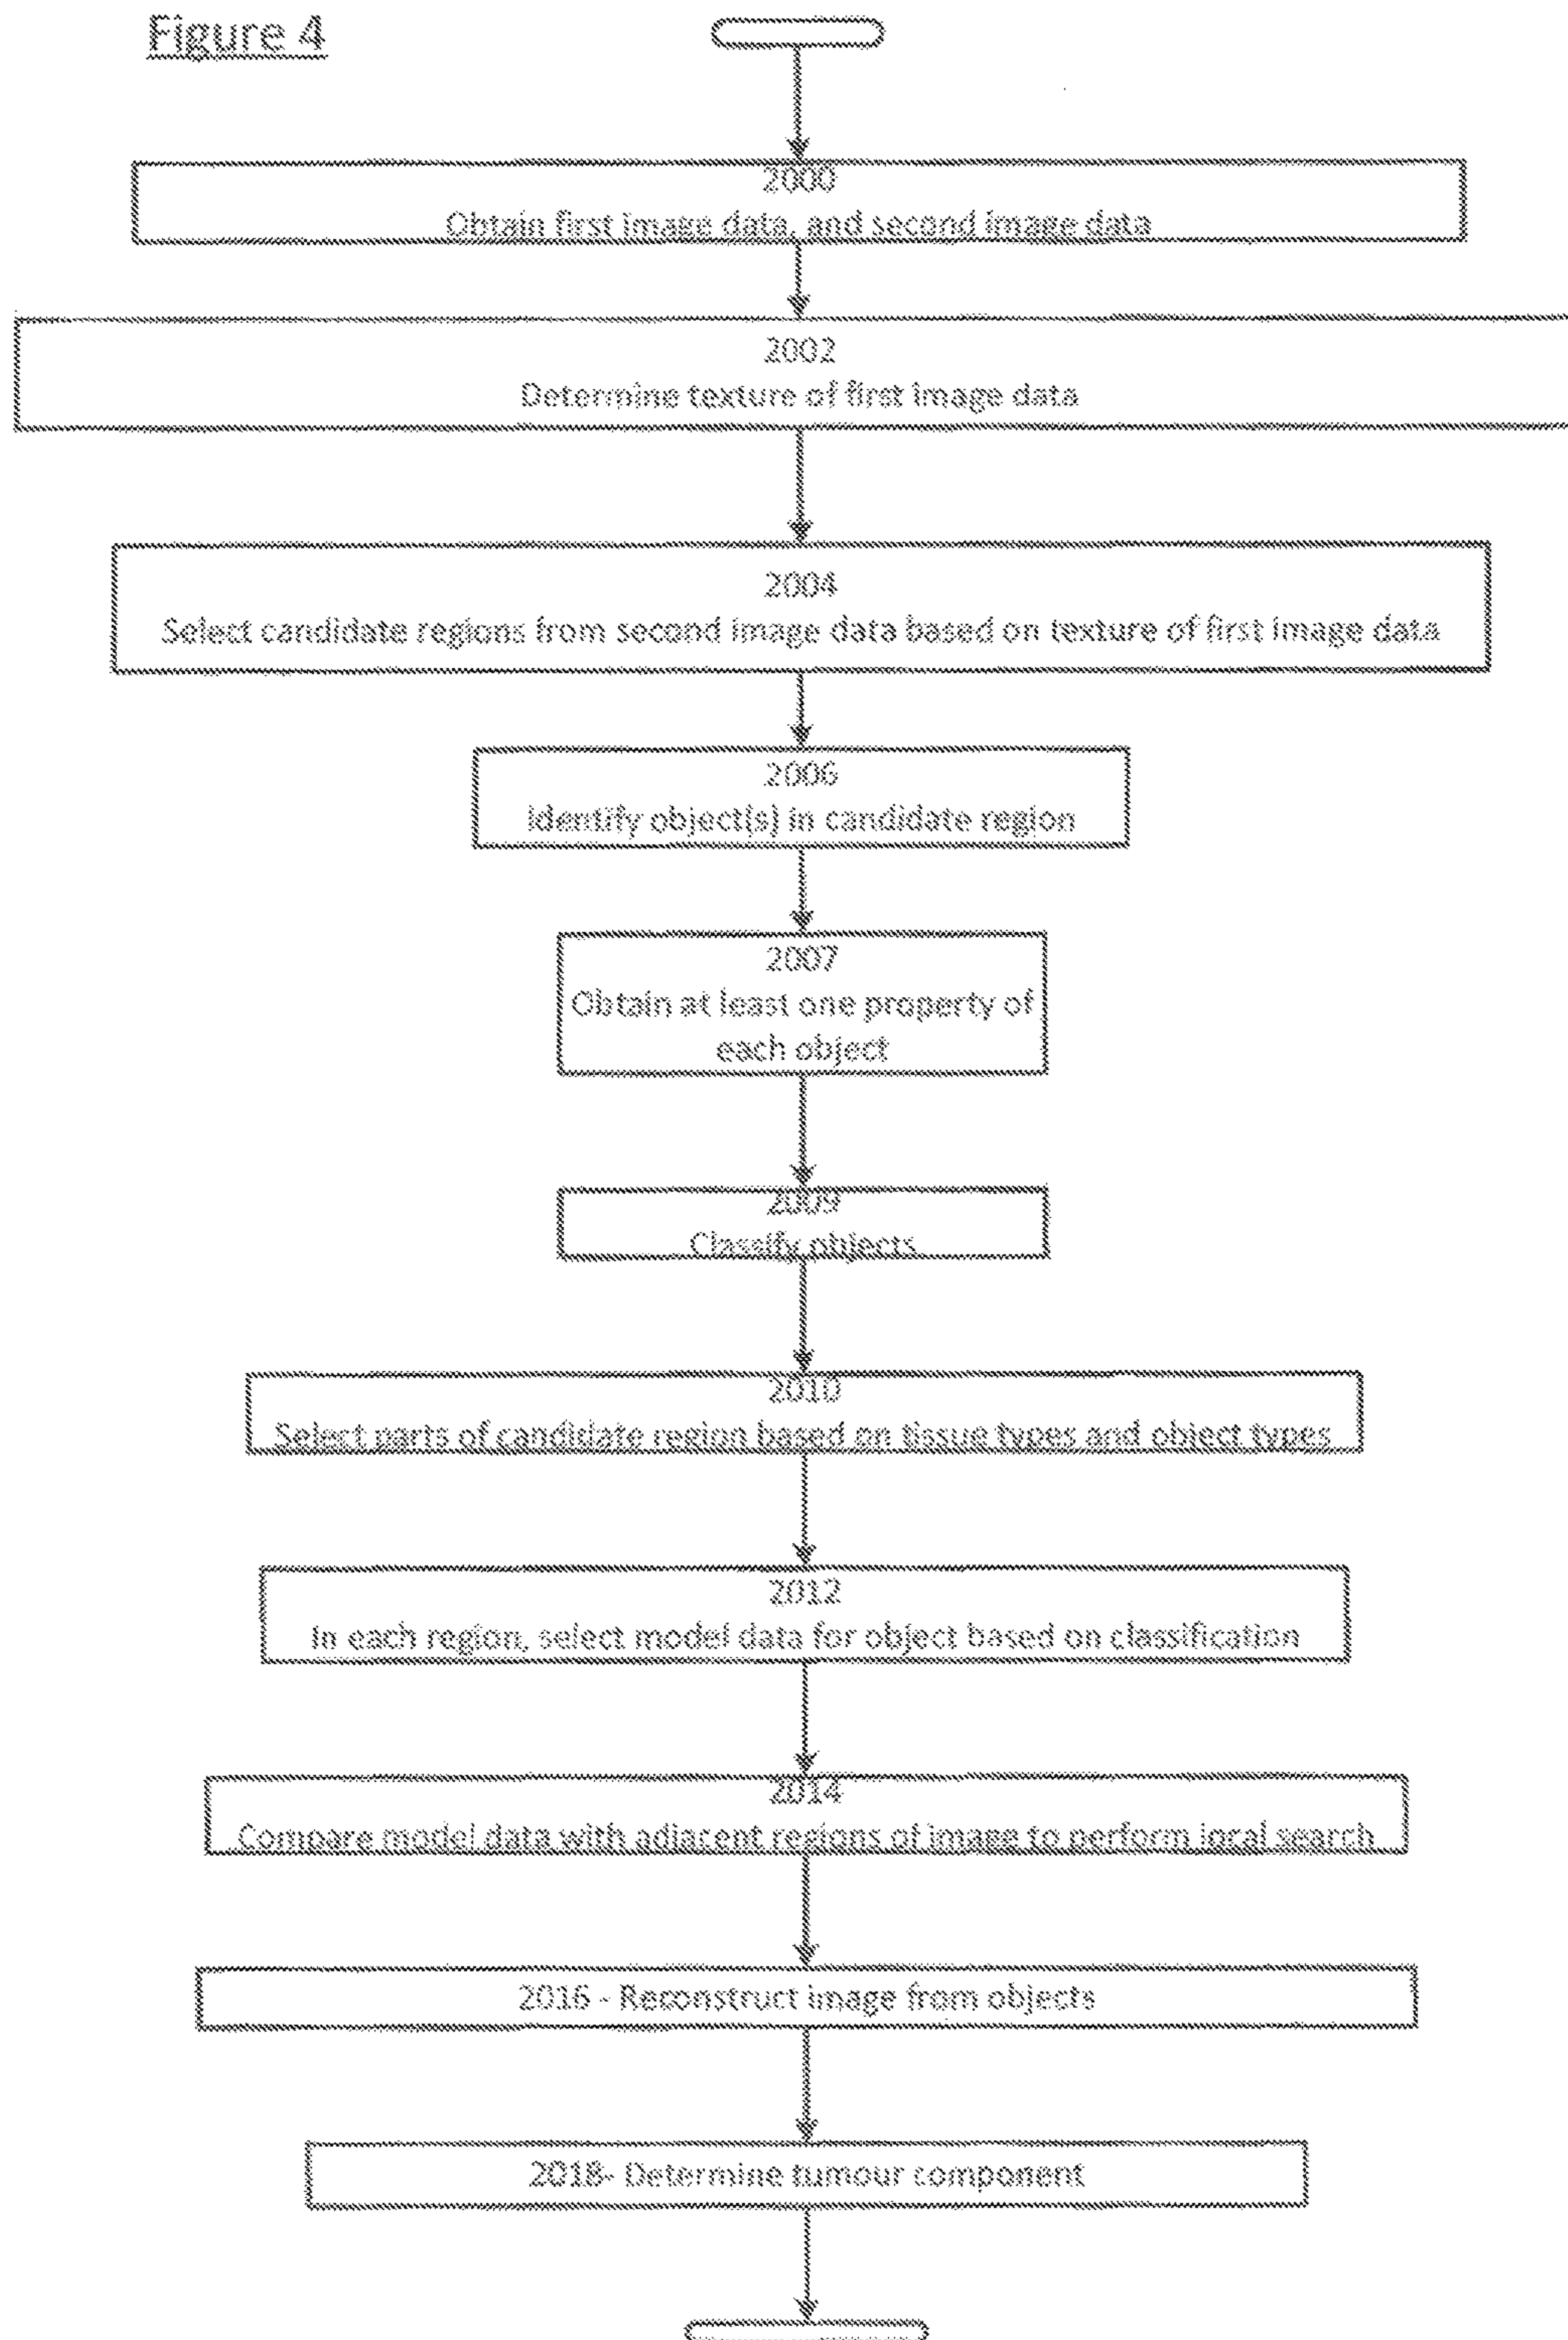 Figure 4
2000
Obtain first image data, and second image data
2002
Determine texture of first image data
2004
Select candidate regions from second image data based on texture of first image data
2006
Identify object(s) in candidate region
2007
Obtain at least one property of
each object
2009
Classify objects
2010
Select parts of candidate region based on tissue types and object types
2012
In each region, select model data for object based on classification
2014
Compare model data with adjacent regions of image to perform local search
2016 - Reconstruct image from objects
2018- Determine tumour component